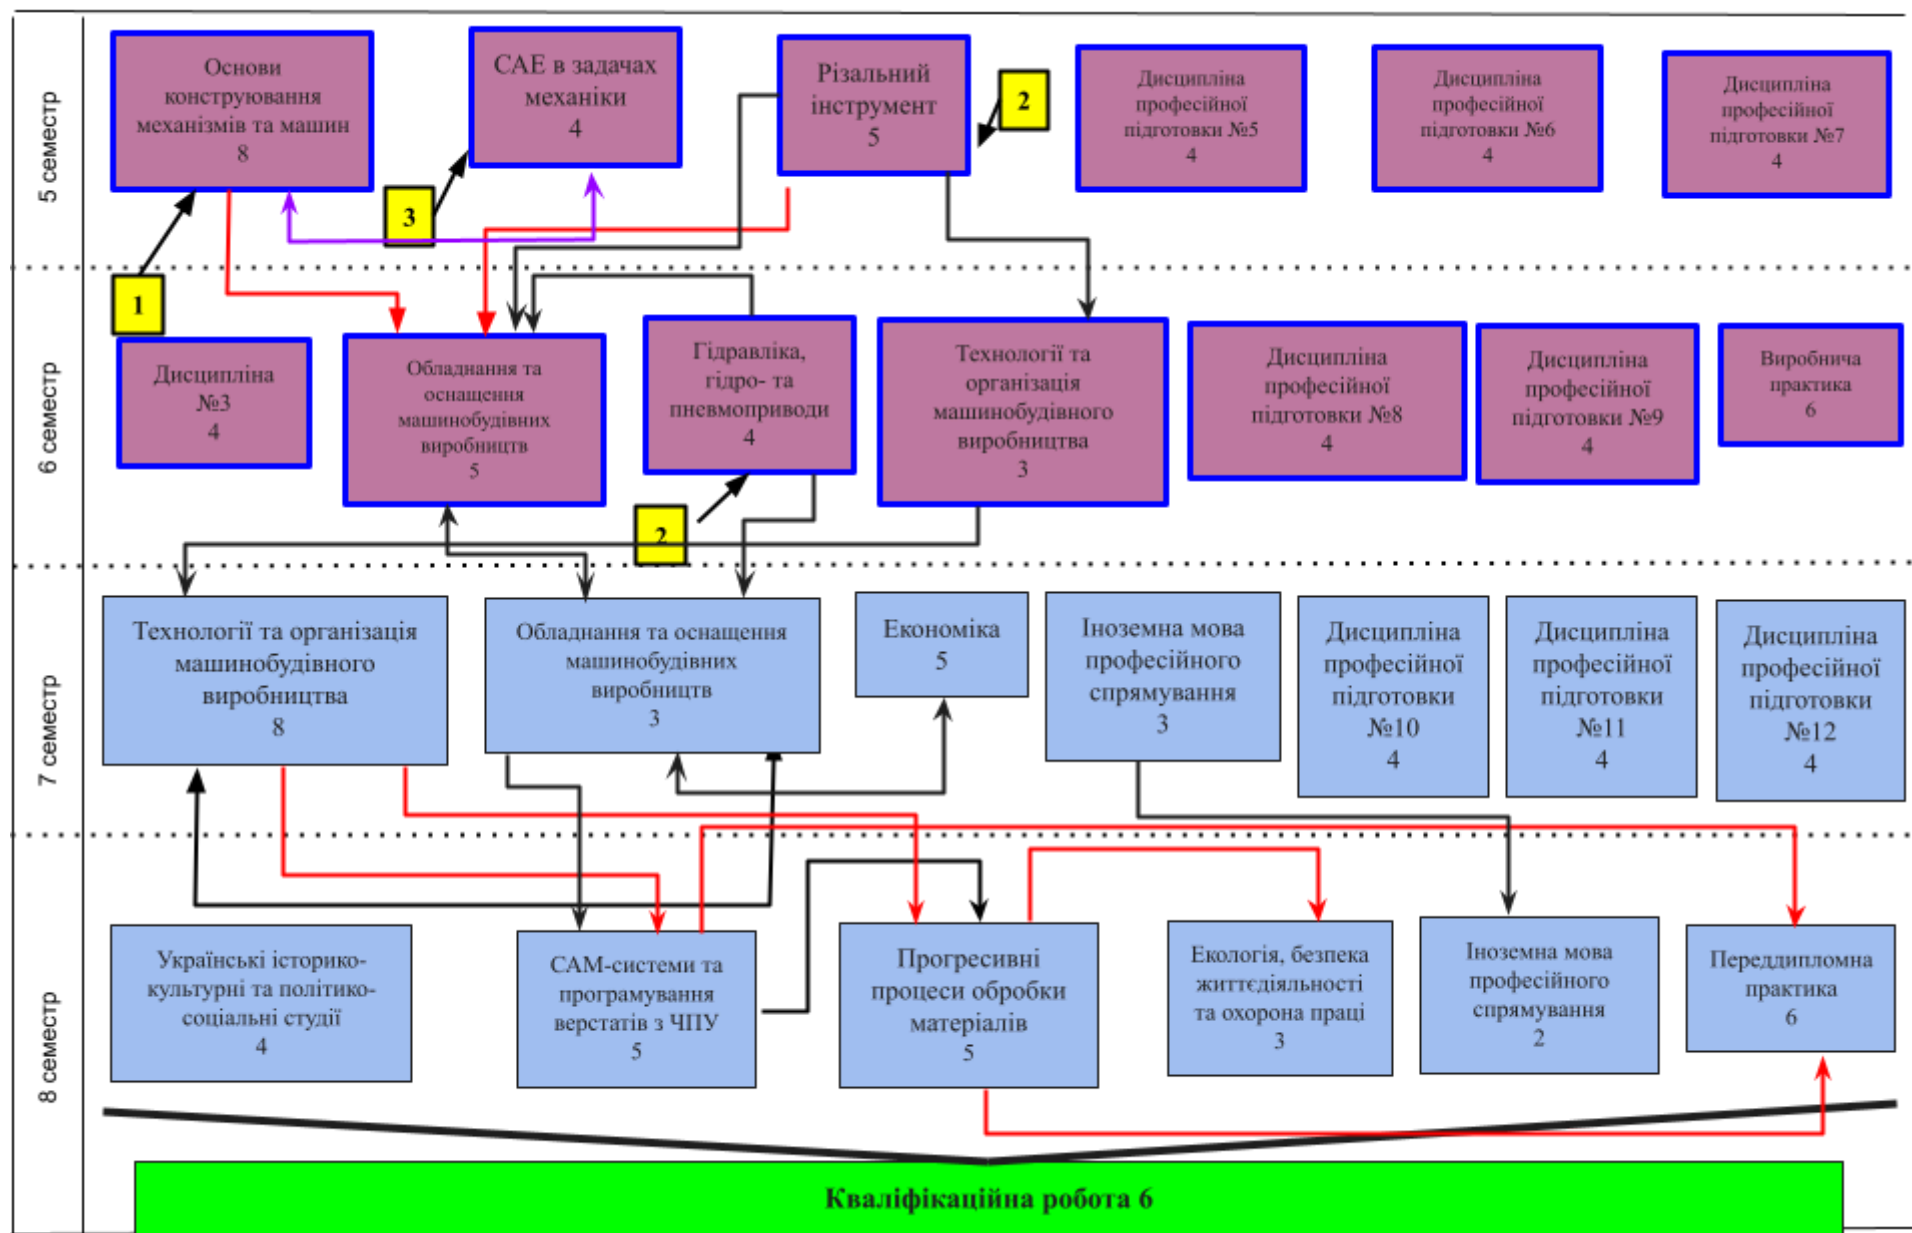 5 семестр
Основи
конструювання
механізмів та машин
8
САЕ в задачах
механіки
4
Різальний
інструмент
5
2
Дисципліна
професійної
підготовки №5
4
Дисципліна
професійної
підготовки №6
4
Дисципліна
професійної
підготовки №7
4
3
1
6 семестр
Дисципліна
№3
4
Обладнання та
оснащення
машинобудівних
виробництв
5
Гідравліка,
гідро- та
пневмоприводи
4
Технології та
організація
машинобудівного
виробництва
3
Дисципліна
професійної
підготовки №8
4
Дисципліна
професійної
підготовки №9
4
Виробнича
практика
6
2
7 семестр
Технології та організація
машинобудівного
виробництва
8
Обладнання та оснащення
машинобудівних
виробництв
3
Економіка
5
Іноземна мова
професійного
спрямування
3
Дисципліна
професійної
підготовки
№10
4
Дисципліна
професійної
підготовки
№11
4
Дисципліна
професійної
підготовки
№12
4
8 семестр
Українські історико-
культурні та політико-
соціальні студії
4
САМ-системи та
програмування
верстатів з ЧПУ
5
Прогресивні
процеси обробки
матеріалів
5
Екологія, безпека
життєдіяльності
та охорона праці
3
Іноземна мова
професійного
спрямування
2
Переддипломна
практика
6
Кваліфікаційна робота 6